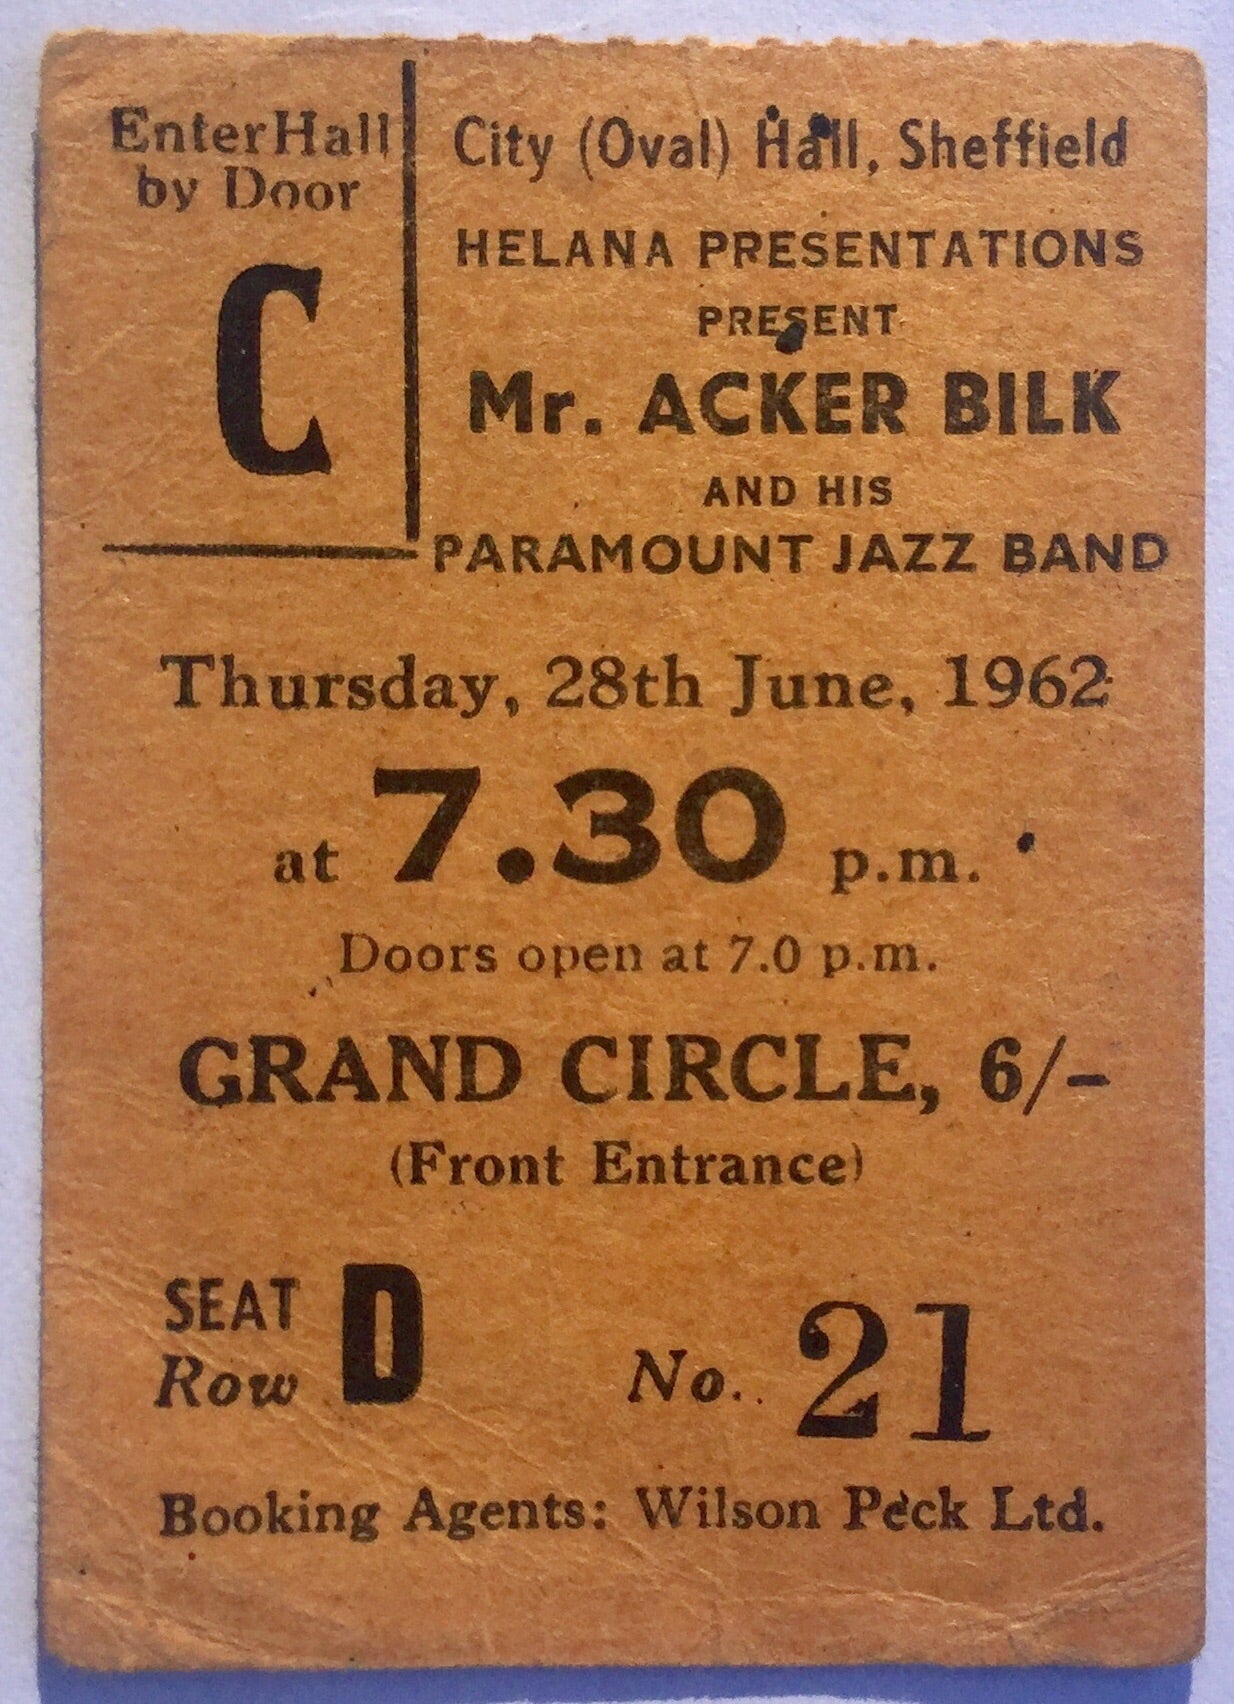 Enter Hall
by Door
C
City (Oval) Hall, Sheffield
HELANA PRESENTATIONS
PRESENT
Mr. ACKER BILK
AND HIS
PARAMOUNT JAZZ BAND
Thursday, 28th June, 1962
at 7.30 p.m.
Doors open at 7.0 p.m.
GRAND CIRCLE, 6/-
(Front Entrance)
SEAT
Row D No. 21
Booking Agents: Wilson Peck Ltd.